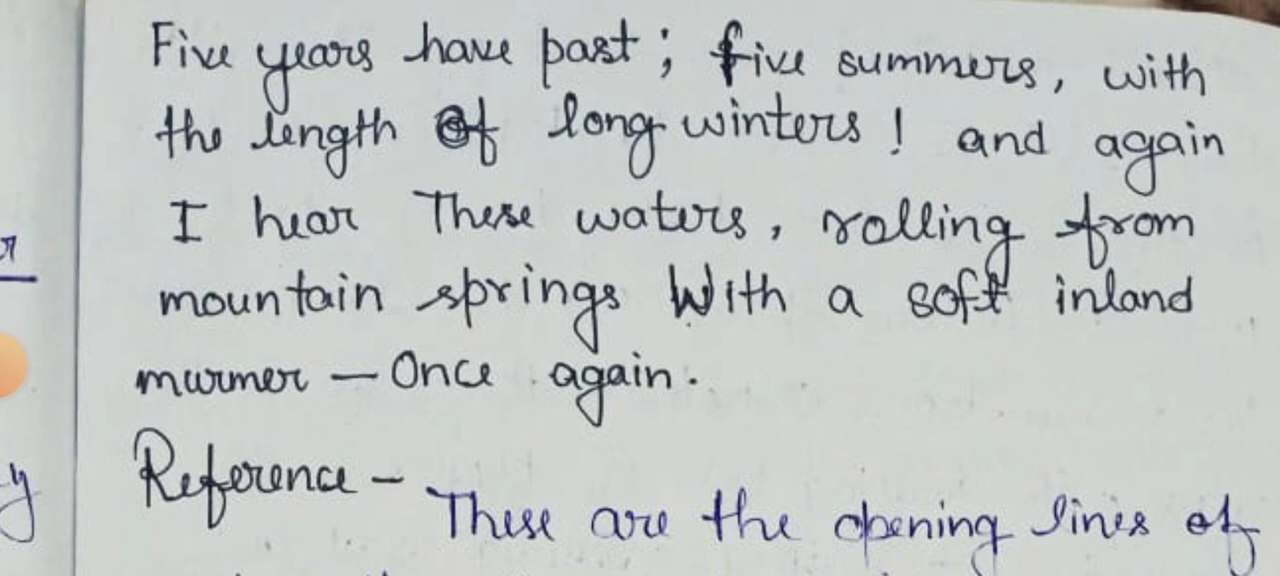 Five years have past; five summers, with
the length of long winters! and again
I hear These waters, rolling from
mountain springs With a soft inland
murmer — Once again.
Reference –
These are the opening lines of